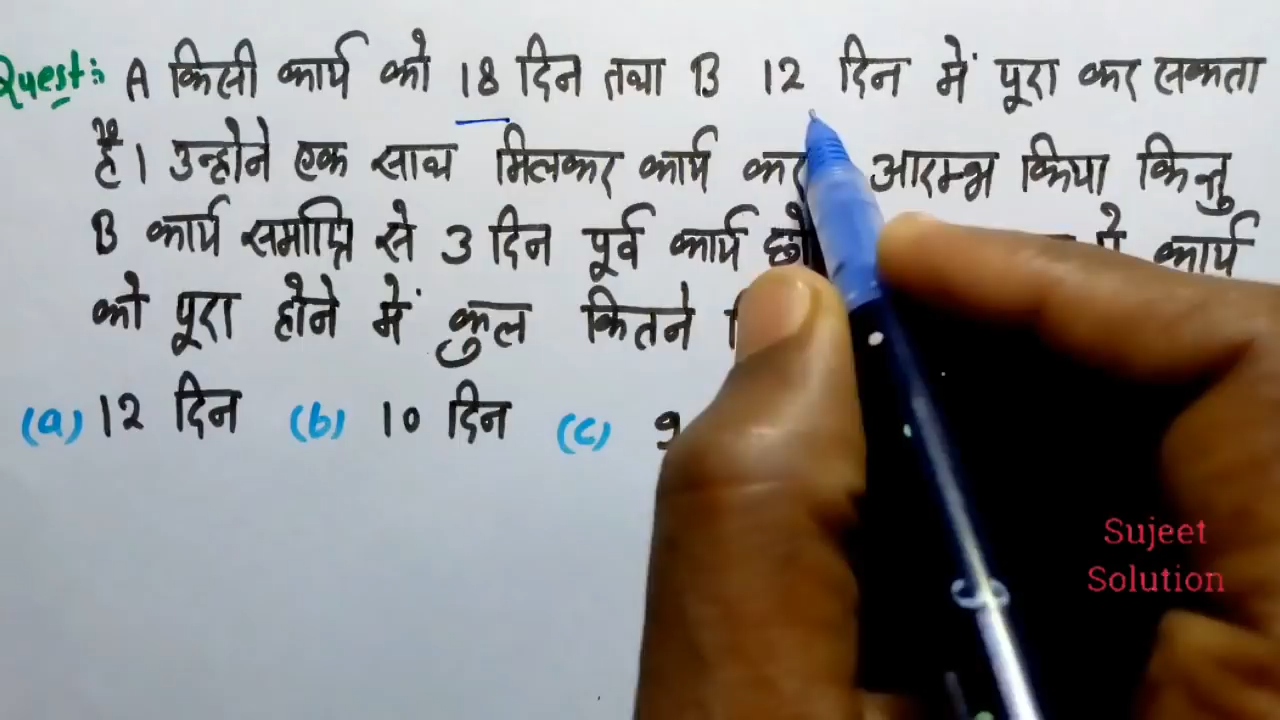 Quest:- A किसी कार्य को 18 दिन तथा B 12 दिन में पूरा कर सकता
है। उन्होने एक साथ मिलकर कार्य कर आरम्भ किया किन्तु
B कार्य समाप्ति से 3 दिन पूर्व कार्य छो कार्य
को पूरा होने में कुल कितने
(a) 12 दिन (b) 10 दिन (c) 9
Sujeet
Solution